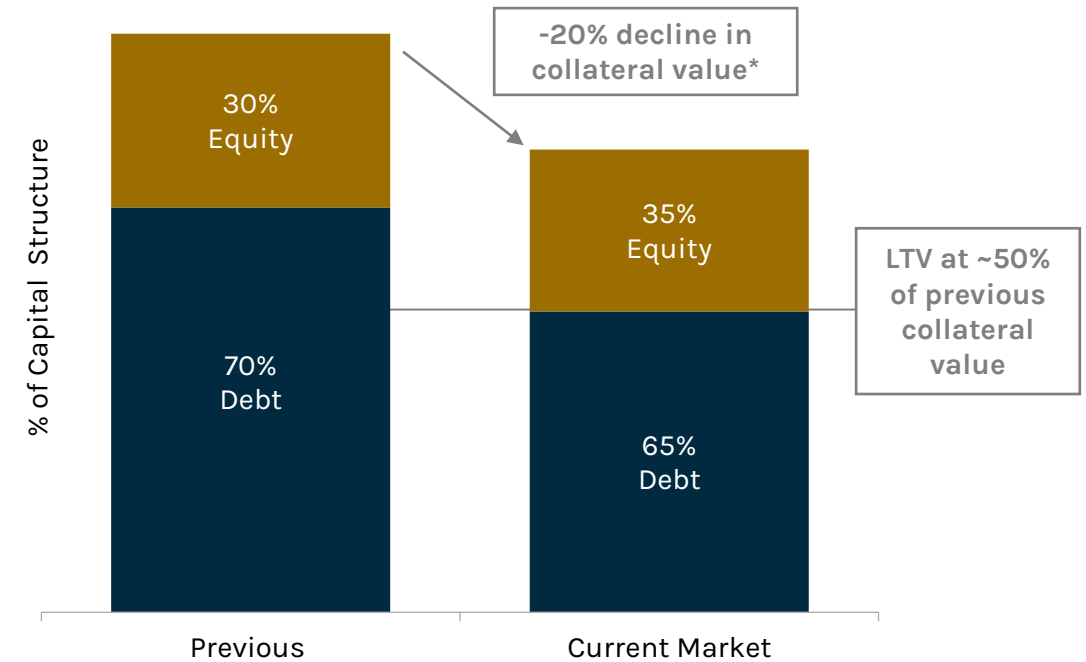 -20% decline in
collateral value*
30%
Equity
35%
Equity
LTV at ~50%
of previous
collateral
value
70%
Debt
65%
Debt
% of Capital Structure
Previous
Current Market